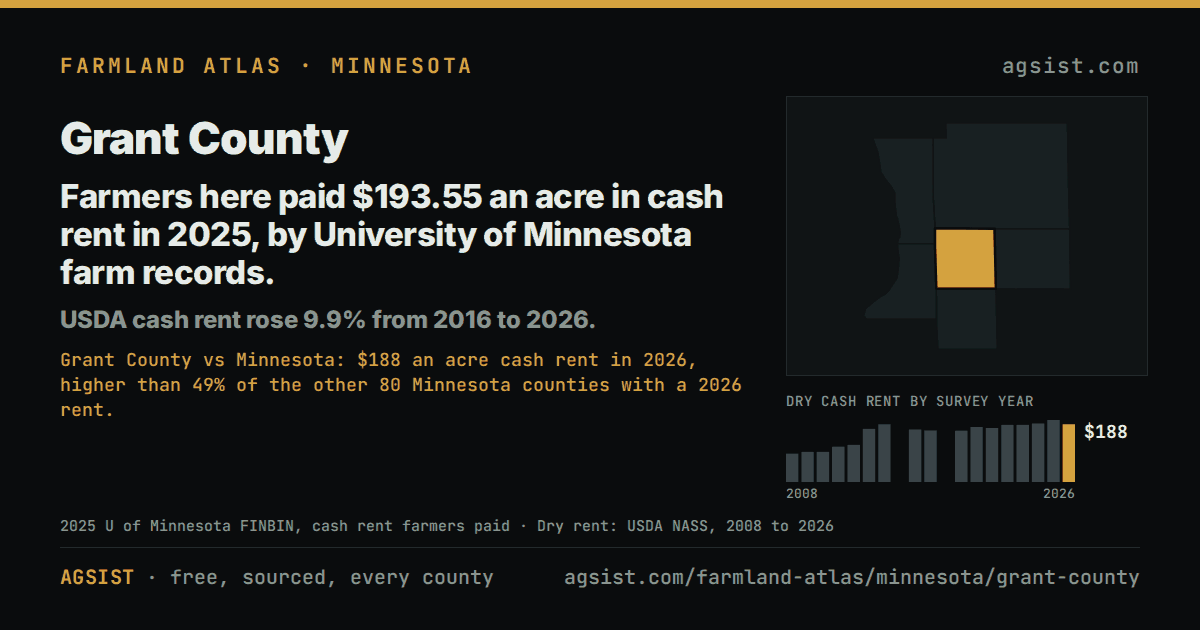 FARMLAND ATLAS · MINNESOTA
agsist.com
Grant County
Farmers here paid $193.55 an acre in cash
rent in 2025, by University of Minnesota
farm records.
USDA cash rent rose 9.9% from 2016 to 2026.
Grant County vs Minnesota: $188 an acre cash rent in 2026,
higher than 49% of the other 80 Minnesota counties with a 2026
rent.
DRY CASH RENT BY SURVEY YEAR
$188
2008
2026
2025 U of Minnesota FINBIN, cash rent farmers paid · Dry rent: USDA NASS, 2008 to 2026
AGSIST · free, sourced, every county
agsist.com/farmland-atlas/minnesota/grant-county